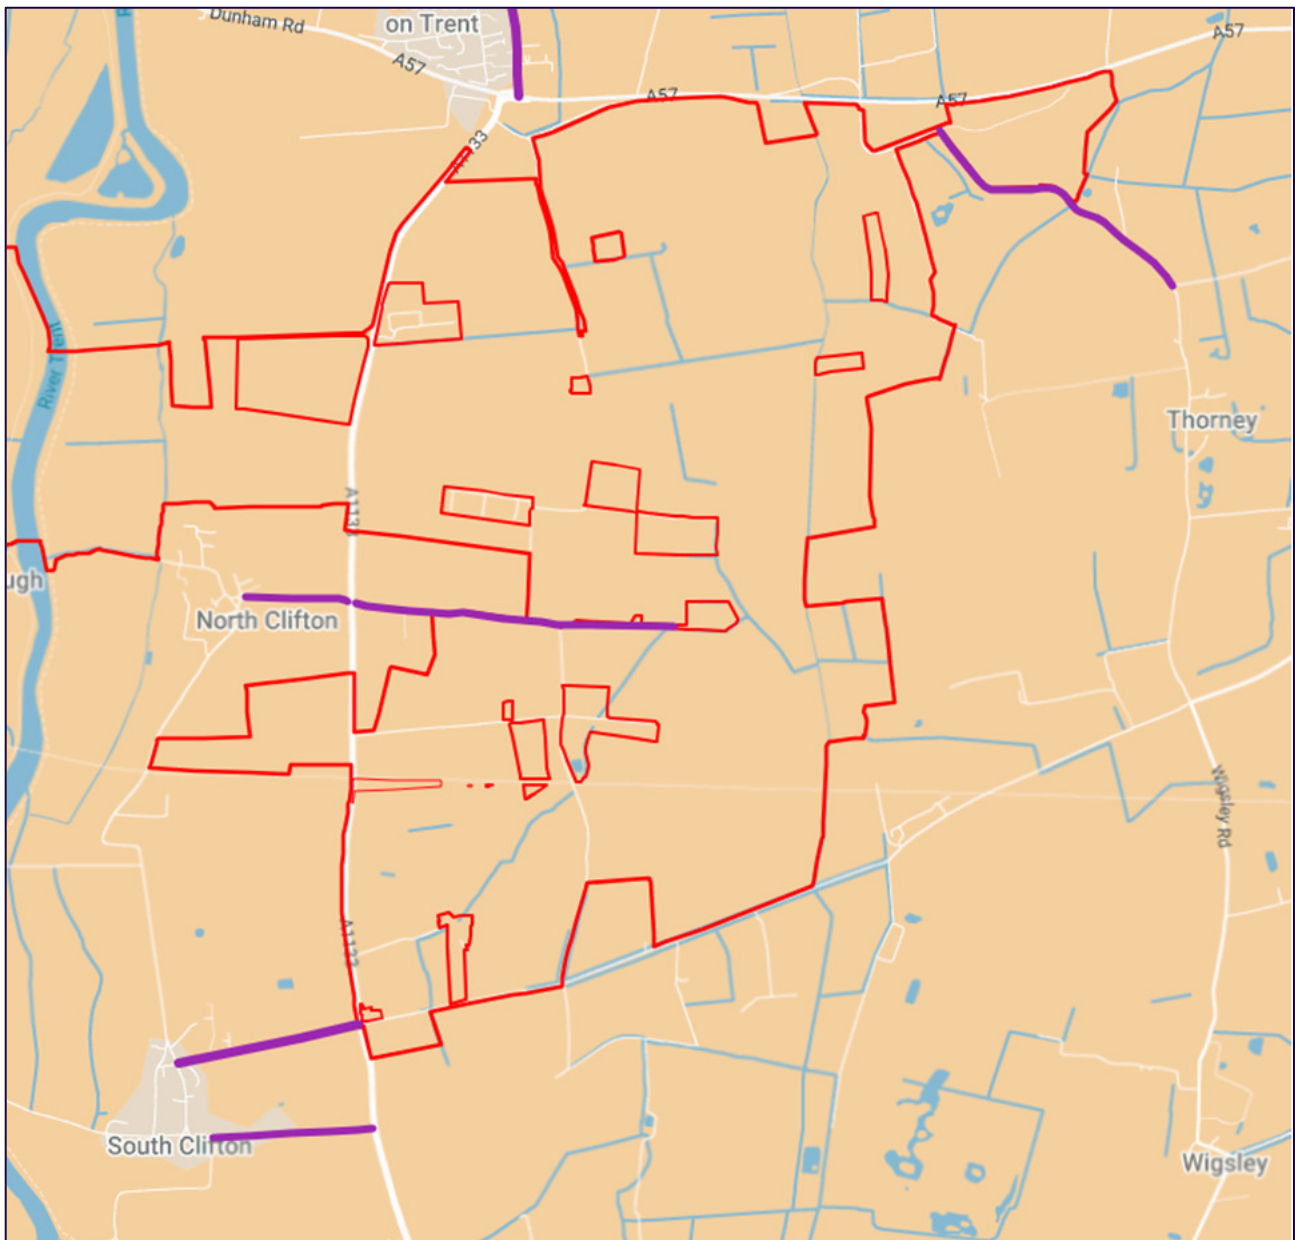 Dunham Rd
on Trent
A57
A57
A57
A57
River Trent
Thorney
A1133
ugh
North Clifton
Wigsley Rd
A1133
South Clifton
Wigsley